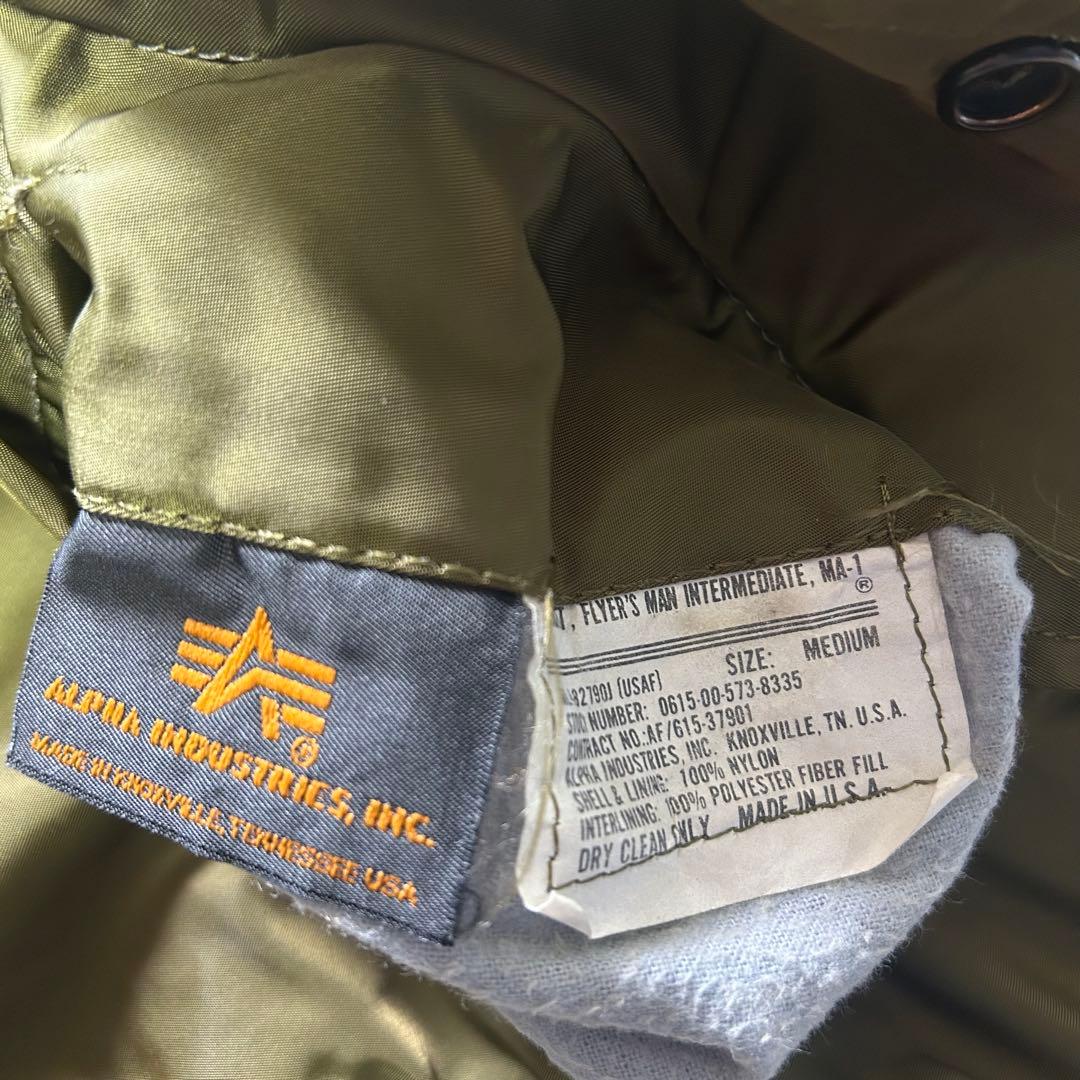 ALPHA INDUSTRIES, INC.
®
MADE IN KNOXVILLE, TENNESSEE USA
T, FLYER'S MAN INTERMEDIATE, MA-1
®
SIZE: MEDIUM
82790J (USAF)
NUMBER: 0615-00-573-8335
CONTRACT NO.:AF/615-37901
ALPHA INDUSTRIES, INC. KNOXVILLE, TN. U.S.A.
SHELL & LINING: 100% NYLON
INTERLINING: 100% POLYESTER FIBER FILL
DRY CLEAN ONLY MADE IN U.S.A.